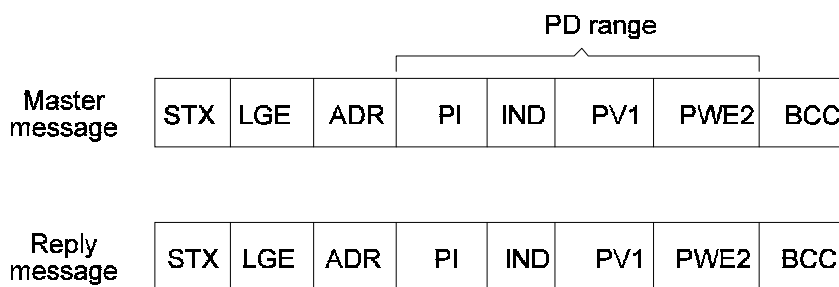 PD range
Master message
STX LGE ADR PI IND PV1 PWE2 BCC
Reply message
STX LGE ADR PI IND PV1 PWE2 BCC